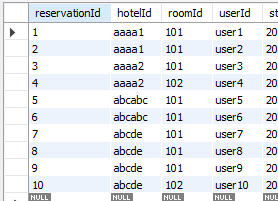 reservationId hotelId roomId userId st
1 aaaa1 101 user1 20
2 aaaa1 101 user2 20
3 aaaa2 101 user3 20
4 aaaa2 102 user4 20
5 abcabc 101 user5 20
6 abcabc 101 user6 20
7 abcde 101 user7 20
8 abcde 101 user8 20
9 abcde 101 user9 20
10 abcde 102 user10 20
NULL NULL NULL NULL NULL